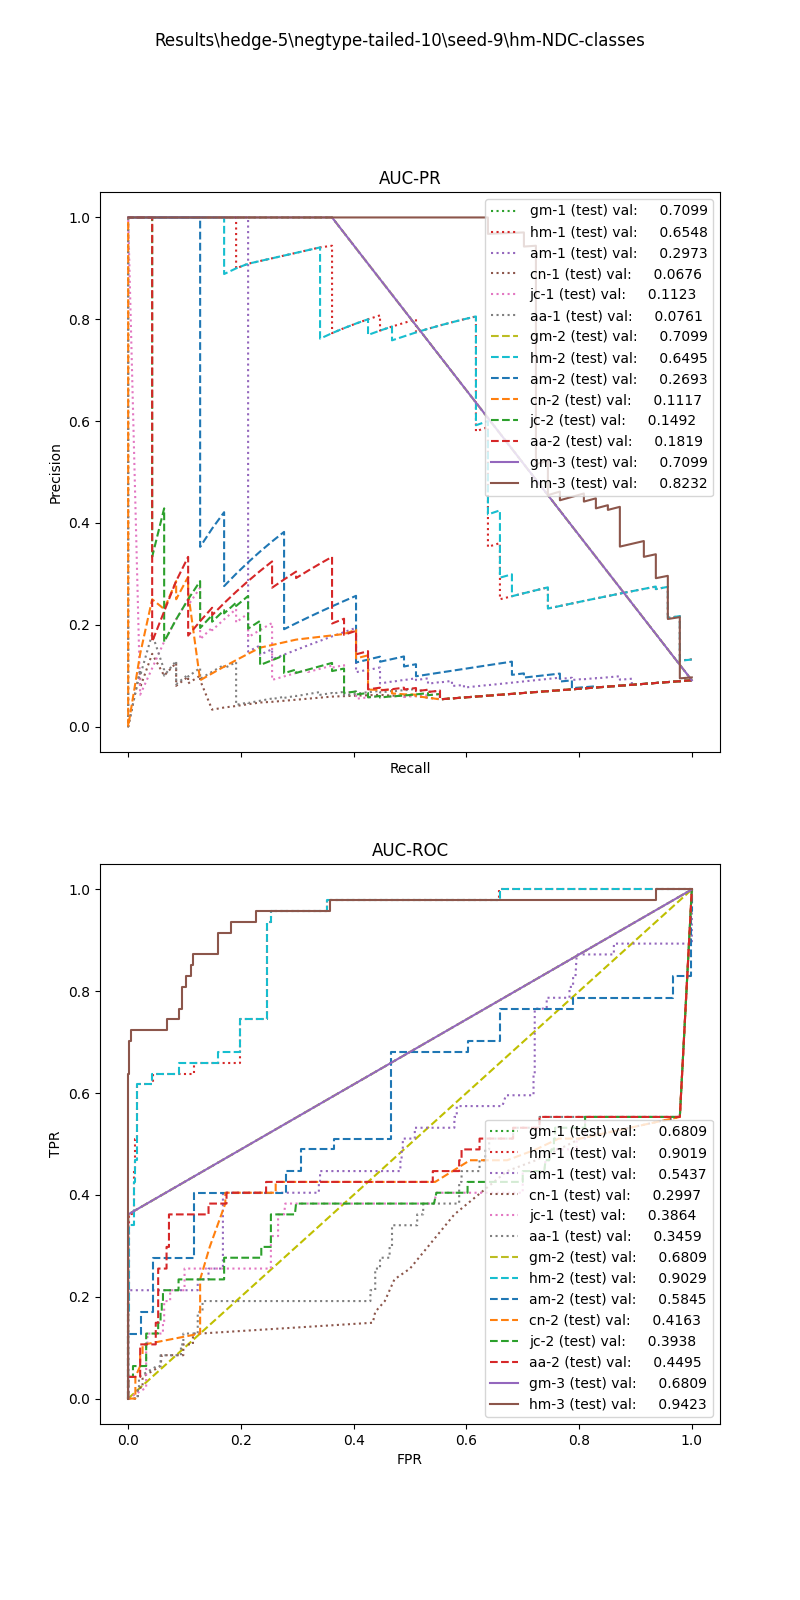 Results\hedge-5\negtype-tailed-10\seed-9\hm-NDC-classes
AUC-PR
1.0
0.8
0.6
0.4
0.2
0.0
Precision
gm-1 (test) val: 0.7099
hm-1 (test) val: 0.6548
am-1 (test) val: 0.2973
cn-1 (test) val: 0.0676
jc-1 (test) val: 0.1123
aa-1 (test) val: 0.0761
gm-2 (test) val: 0.7099
hm-2 (test) val: 0.6495
am-2 (test) val: 0.2693
cn-2 (test) val: 0.1117
jc-2 (test) val: 0.1492
aa-2 (test) val: 0.1819
gm-3 (test) val: 0.7099
hm-3 (test) val: 0.8232
Recall
AUC-ROC
1.0
0.8
0.6
0.4
0.2
0.0
TPR
gm-1 (test) val: 0.6809
hm-1 (test) val: 0.9019
am-1 (test) val: 0.5437
cn-1 (test) val: 0.2997
jc-1 (test) val: 0.3864
aa-1 (test) val: 0.3459
gm-2 (test) val: 0.6809
hm-2 (test) val: 0.9029
am-2 (test) val: 0.5845
cn-2 (test) val: 0.4163
jc-2 (test) val: 0.3938
aa-2 (test) val: 0.4495
gm-3 (test) val: 0.6809
hm-3 (test) val: 0.9423
0.0 0.2 0.4 0.6 0.8 1.0
FPR